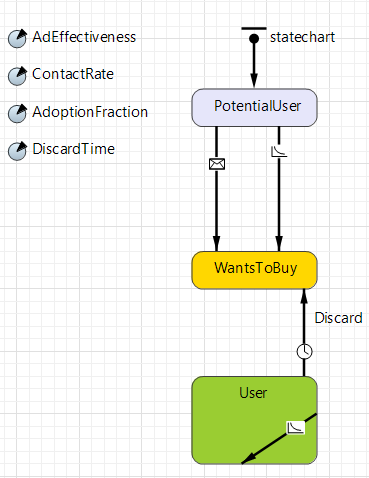 AdEffectiveness
statechart
ContactRate
PotentialUser
AdoptionFraction
DiscardTime
WantsToBuy
Discard
User